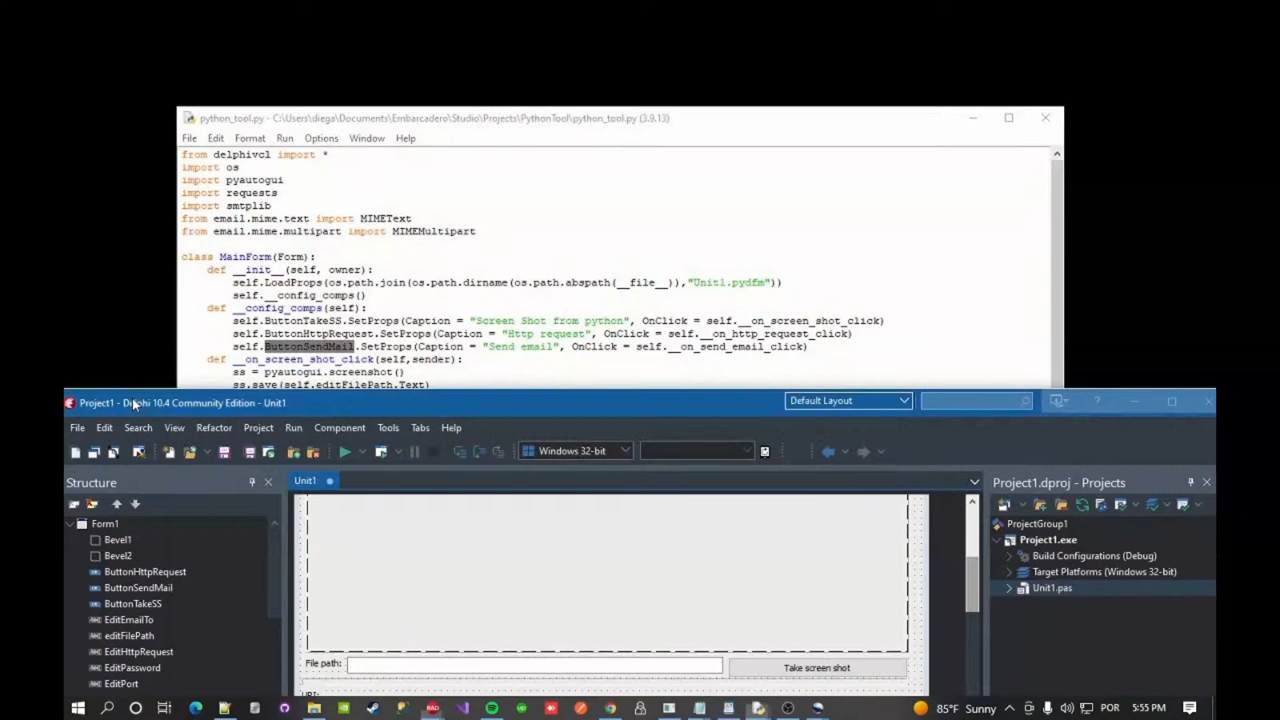 python_tool.py - C:\Users\diega\Documents\Embarcadero\Studio\Projects\PythonTool\python_tool.py (3.9.13)
File Edit Format Run Options Window Help
from delphivcl import *
import os
import pyautogui
import requests
import smtplib
from email.mime.text import MIMEText
from email.mime.multipart import MIMEMultipart
class MainForm(Form):
def __init__(self, owner):
self.LoadProps(os.path.join(os.path.dirname(os.path.abspath(__file__)),"Unit1.pydfm"))
self.__config_comps()
def __config_comps(self):
self.ButtonTakeSS.SetProps(Caption = "Screen Shot from python", OnClick = self.__on_screen_shot_click)
self.ButtonHttpRequest.SetProps(Caption = "Http request", OnClick = self.__on_http_request_click)
self.ButtonSendMail.SetProps(Caption = "Send email", OnClick = self.__on_send_email_click)
def __on_screen_shot_click(self,sender):
ss = pyautogui.screenshot()
ss.save(self.editFilePath.Text)
Project1 - Delphi 10.4 Community Edition - Unit1
Default Layout
File Edit Search View Refactor Project Run Component Tools Tabs Help
Windows 32-bit
Structure
Form1
Bevel1
Bevel2
ButtonHttpRequest
ButtonSendMail
ButtonTakeSS
EditEmailTo
editFilePath
EditHttpRequest
EditPassword
EditPort
Unit1
File path:
Take screen shot
URL:
Project1.dproj - Projects
ProjectGroup1
Project1.exe
Build Configurations (Debug)
Target Platforms (Windows 32-bit)
Unit1.pas
85°F Sunny POR 5:55 PM